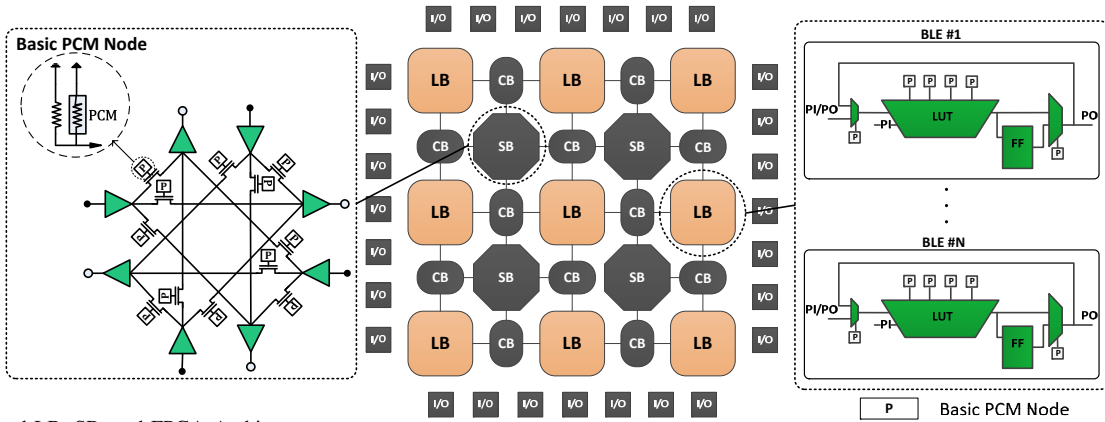 I/O I/O I/O I/O I/O I/O I/O
Basic PCM Node
PCM
P P P P P P P P P P P P
I/O LB CB LB CB LB I/O
I/O
I/O CB SB CB SB CB I/O
I/O
I/O LB CB LB CB LB I/O
I/O
I/O CB SB CB SB CB I/O
I/O
I/O LB CB LB CB LB I/O
I/O
I/O I/O I/O I/O I/O I/O I/O
BLE #1
P P P P
PI/PO
PI
LUT
PO
P
FF
P
BLE #N
P P P P
PI/PO
PI
LUT
PO
P
FF
P
P Basic PCM Node